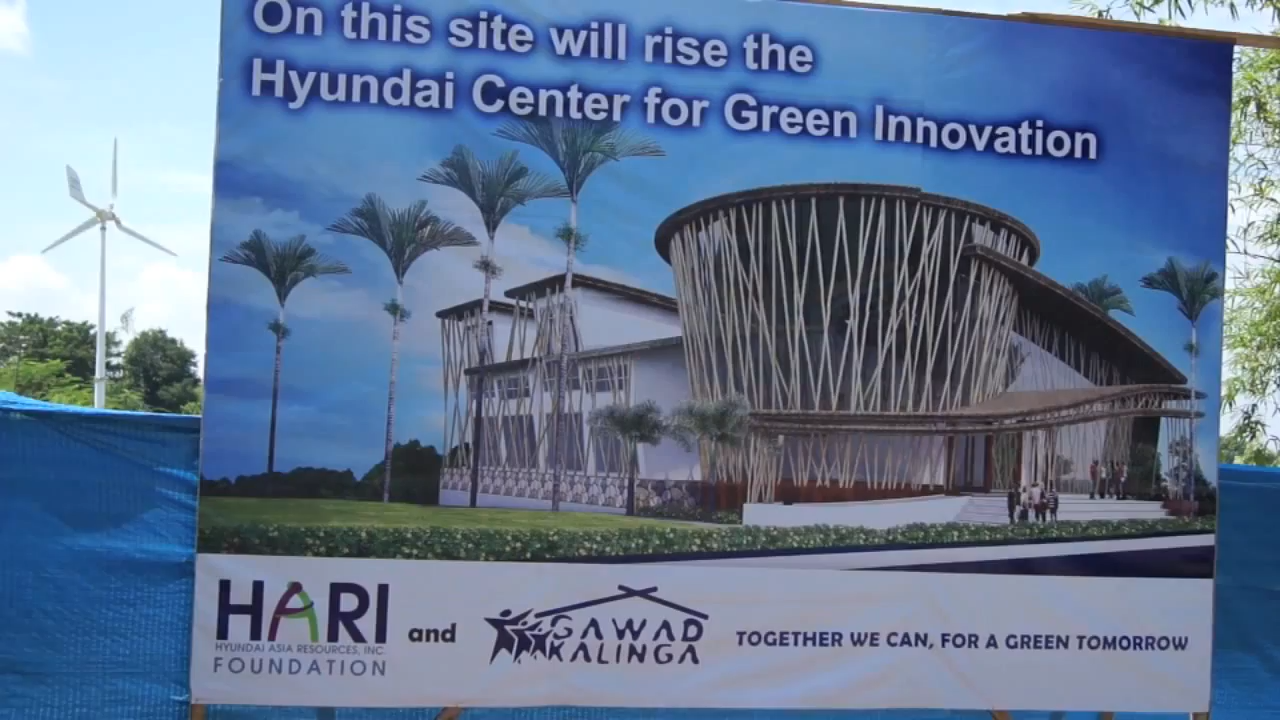 On this site will rise the
Hyundai Center for Green Innovation
HARI
HYUNDAI ASIA RESOURCES, INC.
FOUNDATION
and
GAWAD
KALINGA
TOGETHER WE CAN, FOR A GREEN TOMORROW